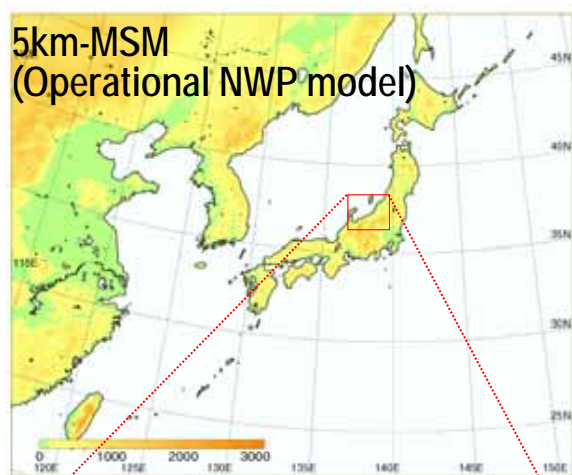 5km-MSM
(Operational NWP model)
45N
40N
35N
115E
30N
25N
0 1000 2000 3000
120E 125E 130E 135E 140E 145E 150E